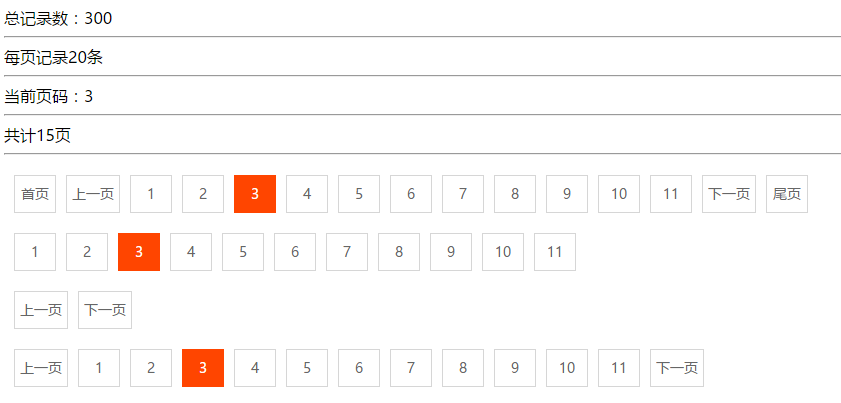 总记录数：300
每页记录20条
当前页码：3
共计15页
首页 上一页 1 2 3 4 5 6 7 8 9 10 11 下一页 尾页
1 2 3 4 5 6 7 8 9 10 11
上一页 下一页
上一页 1 2 3 4 5 6 7 8 9 10 11 下一页